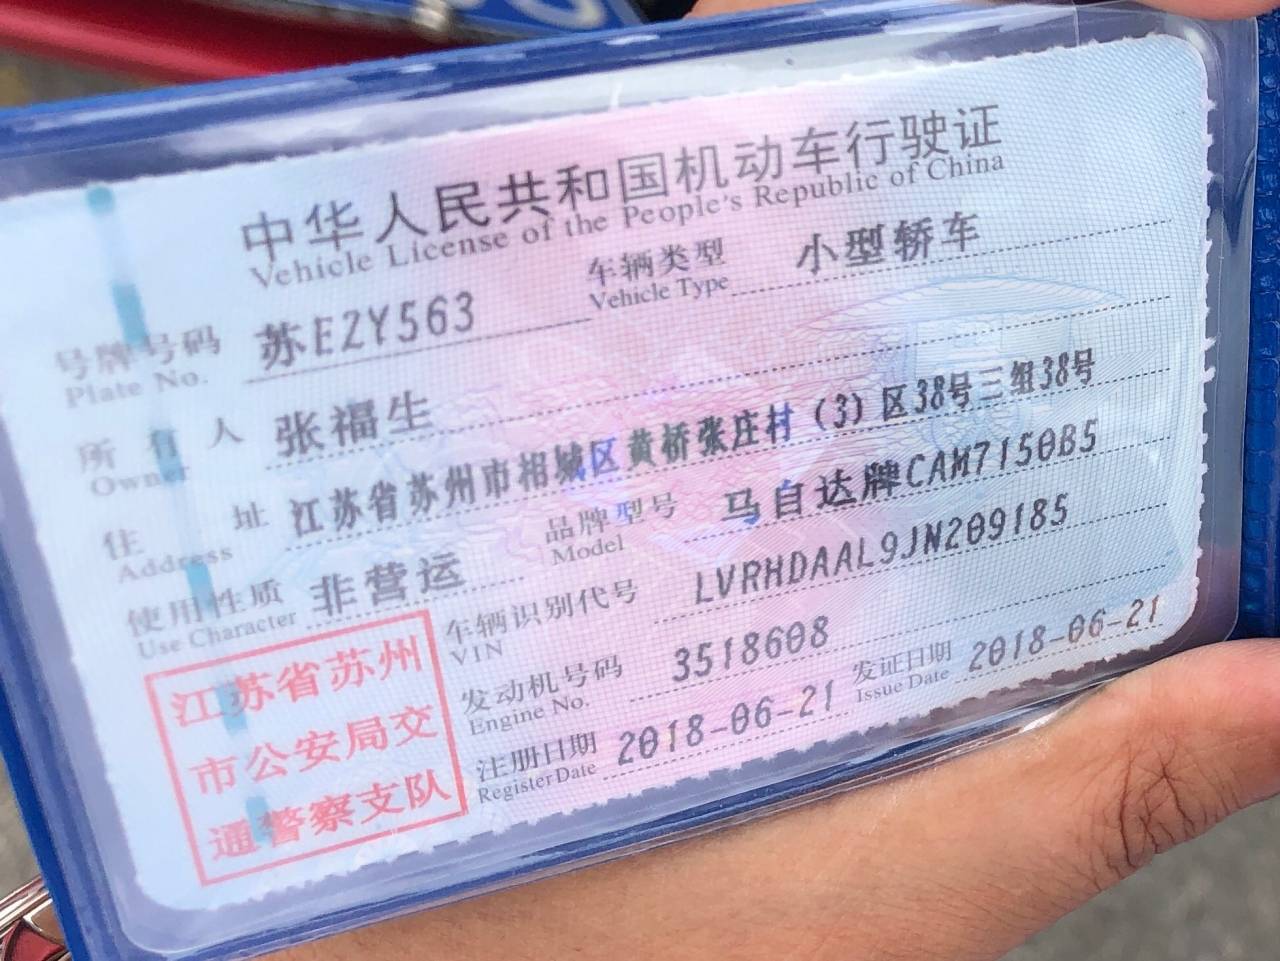 中华人民共和国机动车行驶证
Vehicle License of the People's Republic of China
号牌号码 苏E2Y563 车辆类型 小型轿车
Plate No. Vehicle Type
所有人 张福生
Owner
住址 江苏省苏州市相城区黄桥张庄村(3)区38号三组38号
Address
使用性质 非营运 品牌型号 马自达牌CAM7150B5
Use Character Model
车辆识别代号 LVRHDAAL9JN209185
VIN
发动机号码 3518608
Engine No.
注册日期 2018-06-21 发证日期 2018-06-21
Register Date Issue Date
江苏省苏州
市公安局交
通警察支队